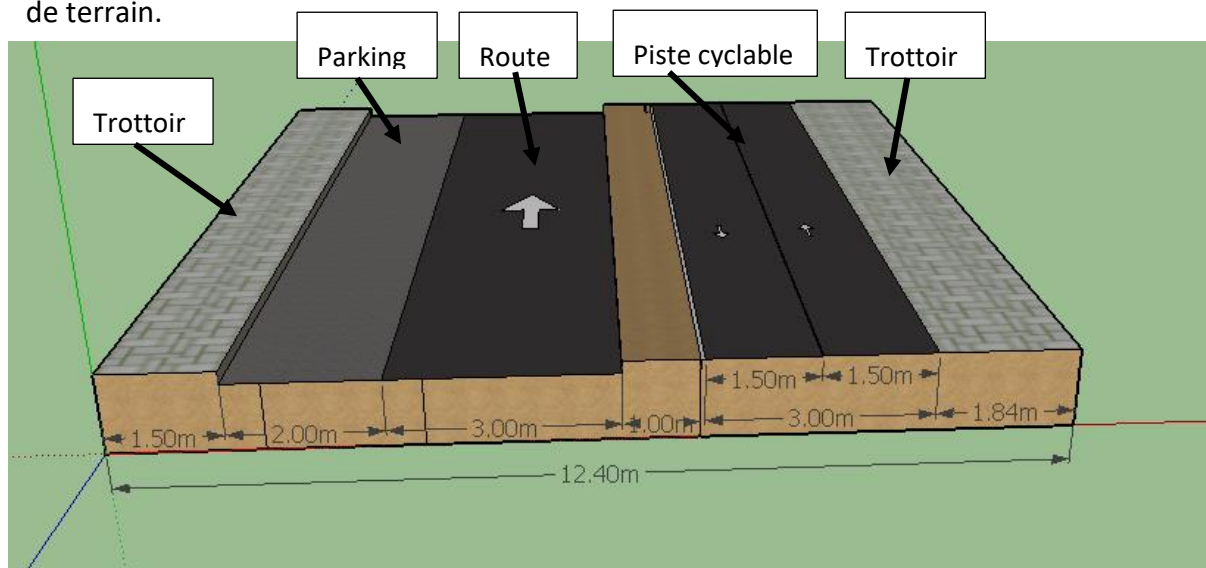 de terrain.
Parking
Route
Piste cyclable
Trottoir
Trottoir
1.50m
1.50m
1.50m
2.00m
3.00m
1.00m
3.00m
1.84m
12.40m